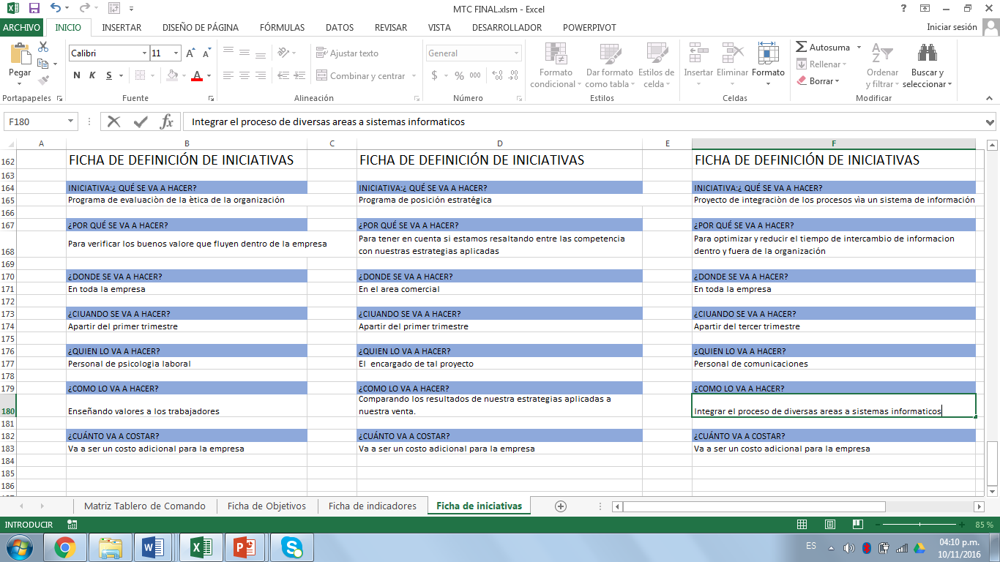 MTC FINAL.xlsm - Excel
ARCHIVO INICIO INSERTAR DISEÑO DE PÁGINA FÓRMULAS DATOS REVISAR VISTA DESARROLLADOR POWERPIVOT Iniciar sesión
Pegar
Portapapeles
Calibri 11
N K S
Fuente
Ajustar texto
Combinar y centrar
Alineación
General
$ % 000
Número
Formato condicional
Dar formato como tabla
Estilos de celda
Estilos
Insertar Eliminar Formato
Celdas
Autosuma
Rellenar
Borrar
Ordenar y filtrar
Buscar y seleccionar
Modificar
F180 Integrar el proceso de diversas areas a sistemas informaticos
A B C D E F
162 FICHA DE DEFINICIÓN DE INICIATIVAS FICHA DE DEFINICIÓN DE INICIATIVAS FICHA DE DEFINICIÓN DE INICIATIVAS
163
164 INICIATIVA:¿ QUÉ SE VA A HACER? INICIATIVA:¿ QUÉ SE VA A HACER? INICIATIVA:¿ QUÉ SE VA A HACER?
165 Programa de evaluaciòn de la ètica de la organización Programa de posición estratégica Proyecto de integraciòn de los procesos vìa un sistema de información
166
167 ¿POR QUÉ SE VA A HACER? ¿POR QUÉ SE VA A HACER? ¿POR QUÉ SE VA A HACER?
168 Para verificar los buenos valore que fluyen dentro de la empresa Para tener en cuenta si estamos resaltando entre las competencia con nuestras estrategias aplicadas Para optimizar y reducir el tiempo de intercambio de informacion dentro y fuera de la organización
169
170 ¿DONDE SE VA A HACER? ¿DONDE SE VA A HACER? ¿DONDE SE VA A HACER?
171 En toda la empresa En el area comercial En toda la empresa
172
173 ¿CIUANDO SE VA A HACER? ¿CIUANDO SE VA A HACER? ¿CIUANDO SE VA A HACER?
174 Apartir del primer trimestre Apartir del primer trimestre Apartir del tercer trimestre
175
176 ¿QUIEN LO VA A HACER? ¿QUIEN LO VA A HACER? ¿QUIEN LO VA A HACER?
177 Personal de psicologia laboral El  encargado de tal proyecto Personal de comunicaciones
178
179 ¿COMO LO VA A HACER? ¿COMO LO VA A HACER? ¿COMO LO VA A HACER?
180 Enseñando valores a los trabajadores Comparando los resultados de nuestra estrategias aplicadas a nuestra venta. Integrar el proceso de diversas areas a sistemas informaticos
181
182 ¿CUÁNTO VA A COSTAR? ¿CUÁNTO VA A COSTAR? ¿CUÁNTO VA A COSTAR?
183 Va a ser un costo adicional para la empresa Va a ser un costo adicional para la empresa Va a ser un costo adicional para la empresa
184
185
186
Matriz Tablero de Comando Ficha de Objetivos Ficha de indicadores Ficha de iniciativas
INTRODUCIR 85 %
ES 04:10 p.m.
10/11/2016